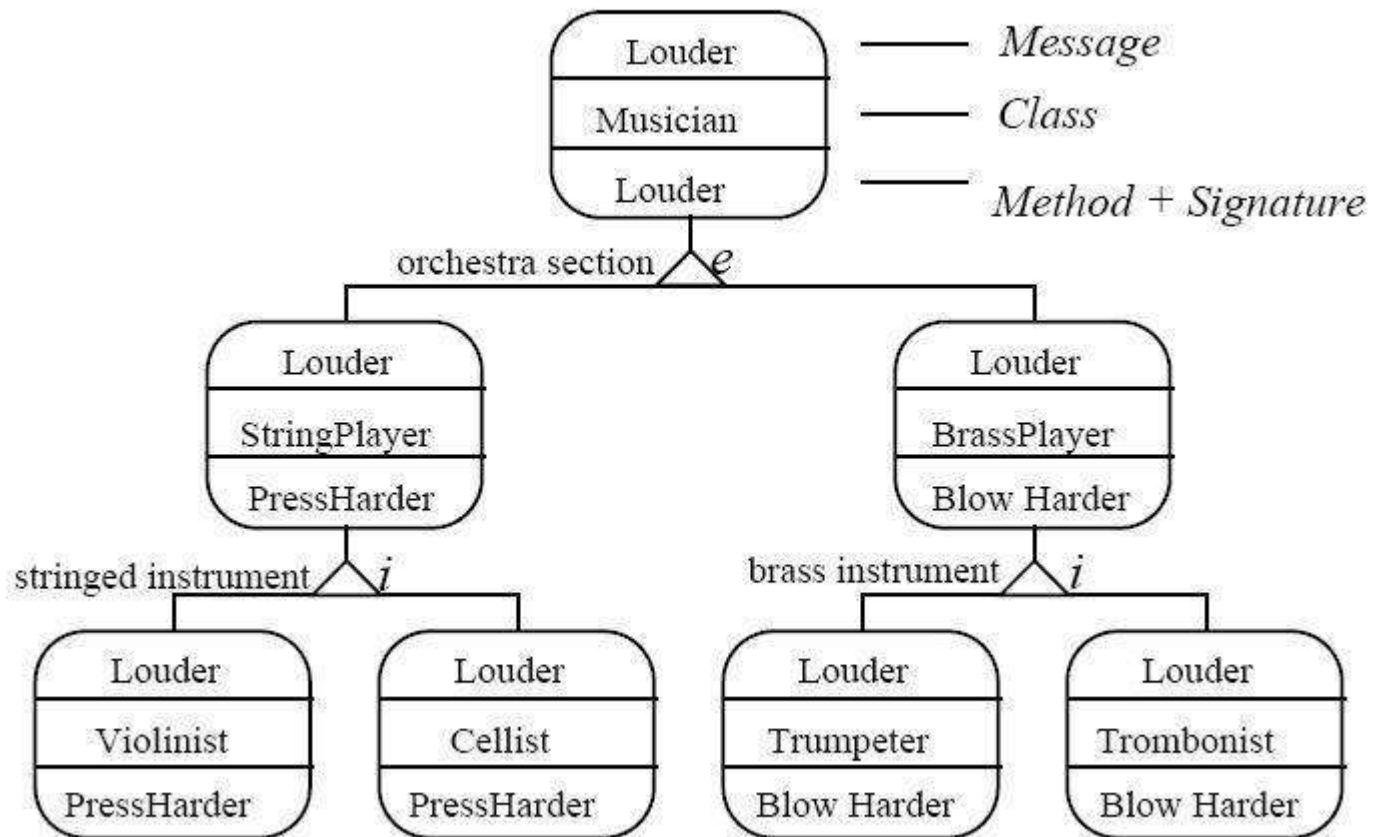 Louder
Message
Musician
Class
Louder
Method + Signature
orchestra section
e
Louder
Louder
StringPlayer
BrassPlayer
PressHarder
Blow Harder
stringed instrument
i
brass instrument
i
Louder
Louder
Louder
Louder
Violinist
Cellist
Trumpeter
Trombonist
PressHarder
PressHarder
Blow Harder
Blow Harder